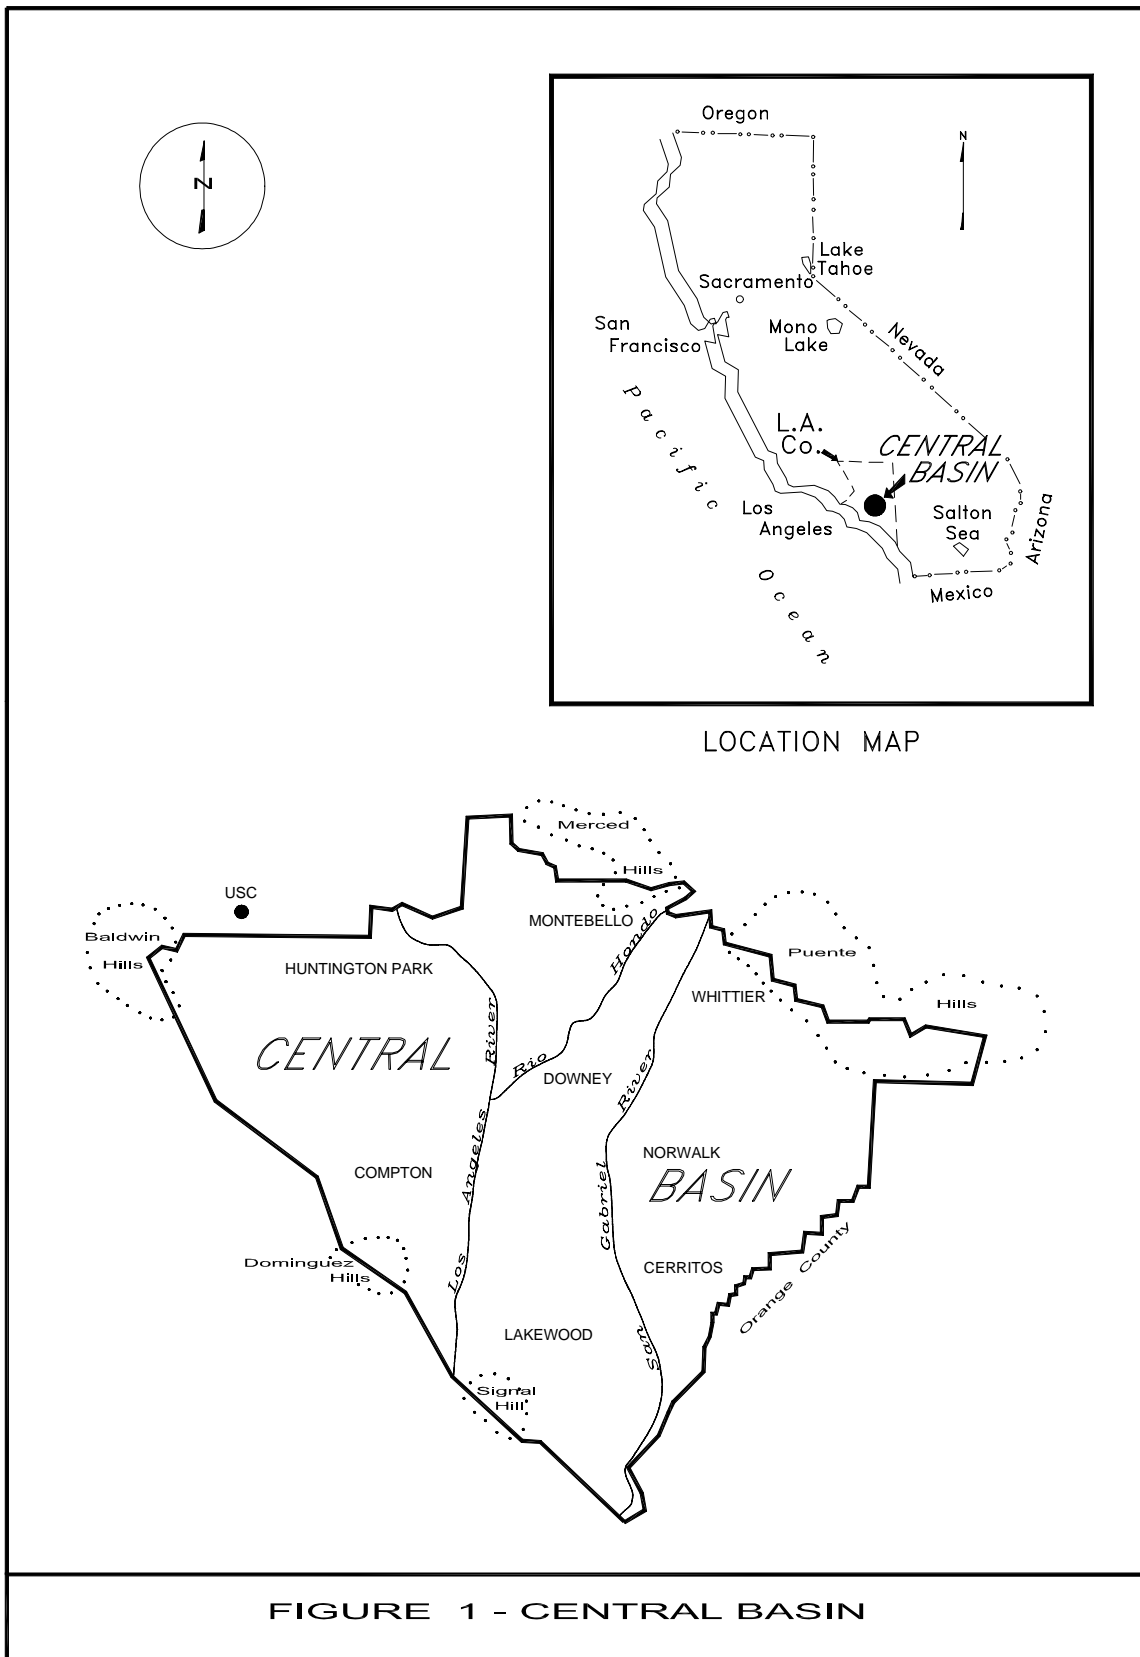 N
Oregon
N
Lake
Tahoe
Sacramento
San
Francisco
Mono
Lake
Nevada
Pacific
Ocean
L.A.
Co.
CENTRAL
BASIN
Los
Angeles
Salton
Sea
Arizona
Mexico
LOCATION MAP
Merced
Hills
USC
Baldwin
Hills
MONTEBELLO
HUNTINGTON PARK
Rio Hondo
Puente
Hills
WHITTIER
CENTRAL
DOWNEY
Los Angeles River
San Gabriel River
NORWALK
COMPTON
BASIN
Dominguez
Hills
CERRITOS
Orange County
LAKEWOOD
Signal
Hill
FIGURE 1 - CENTRAL BASIN